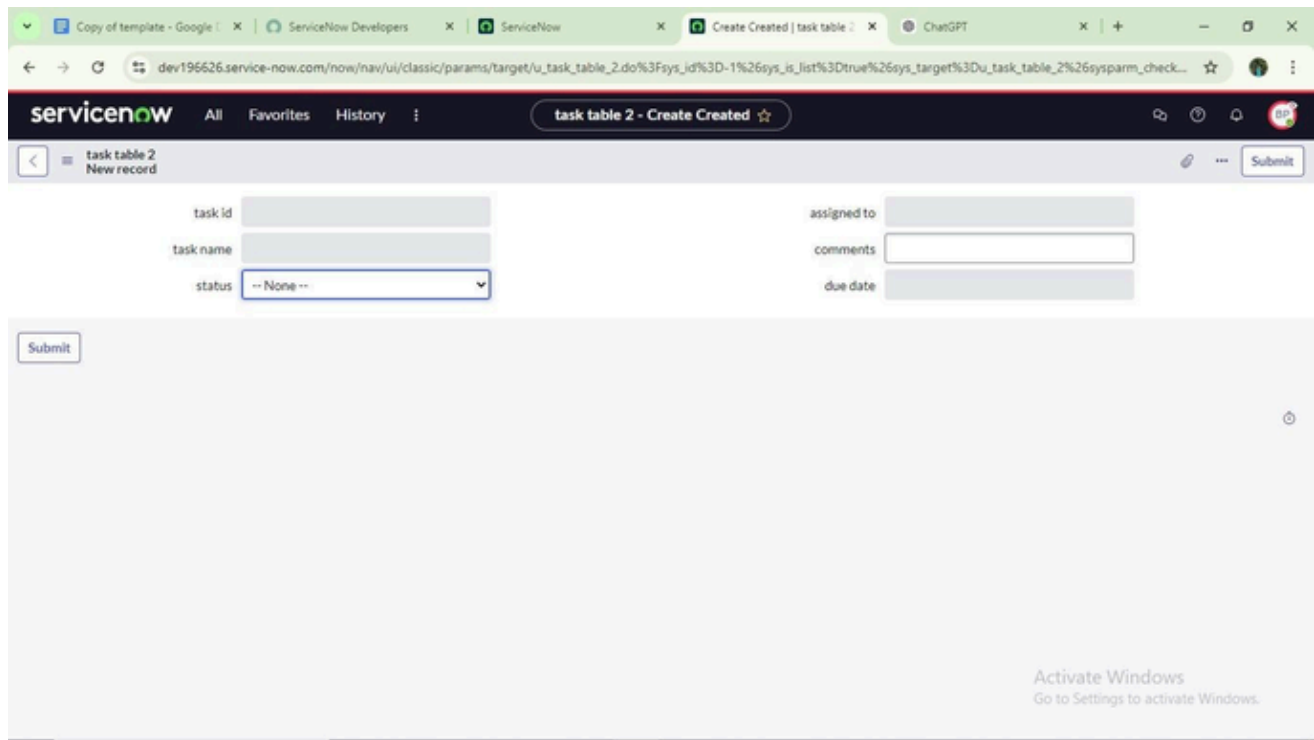 Copy of template - Google D
ServiceNow Developers
ServiceNow
Create Created | task table 2
ChatGPT
dev196626.service-now.com/now/nav/ui/classic/params/target/u_task_table_2.do%3Fsys_id%3D-1%26sys_is_list%3Dtrue%26sys_target%3Du_task_table_2%26sysparm_check...
servicenow All Favorites History task table 2 - Create Created BP
task table 2
New record
Submit
task id
assigned to
task name
comments
status -- None --
due date
Submit
Activate Windows
Go to Settings to activate Windows.